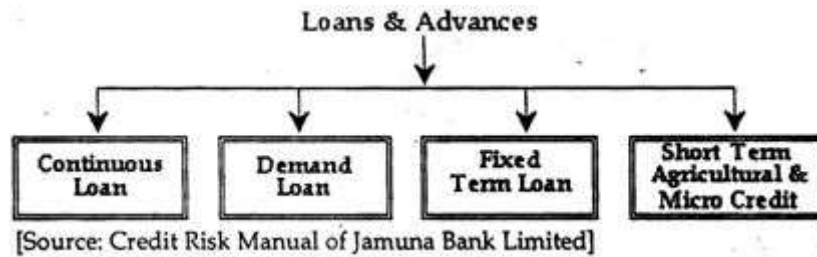 Loans & Advances
Continuous
Loan
Demand
Loan
Fixed
Term Loan
Short Term
Agricultural &
Micro Credit
[Source: Credit Risk Manual of Jamuna Bank Limited]